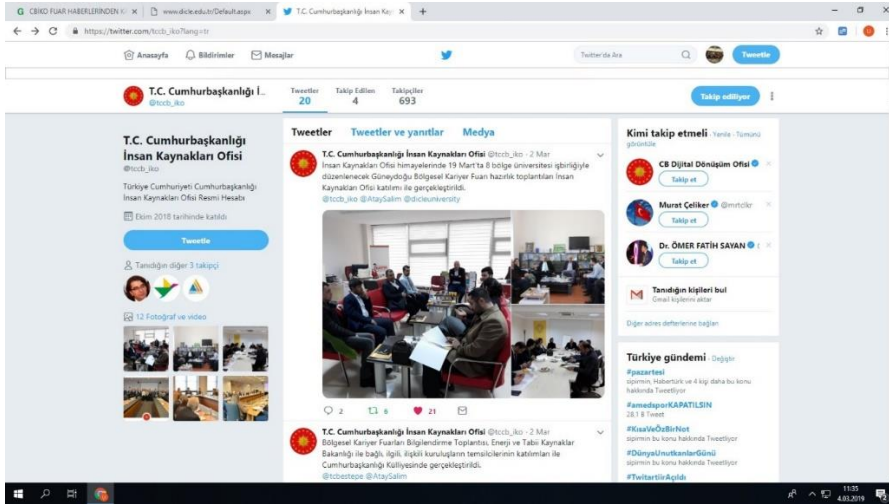 CBIKO FUAR HABERLERİNDEN K
www.dicle.edu.tr/Default.aspx
T.C. Cumhurbaşkanlığı İnsan Kay
https://twitter.com/tccb_iko?lang=tr
Anasayfa Bildirimler Mesajlar
Twitter'da Ara
Tweetle
T.C. Cumhurbaşkanlığı İ...
@tccb_iko
Tweetler Takip Edilen Takipçiler
20 4 693
Takip ediliyor
T.C. Cumhurbaşkanlığı
İnsan Kaynakları Ofisi
@tccb_iko
Türkiye Cumhuriyeti Cumhurbaşkanlığı
İnsan Kaynakları Ofisi Resmi Hesabı
Ekim 2018 tarihinde katıldı
Tweetle
Tanıdığın diğer 3 takipçi
12 Fotoğraf ve video
Tweetler Tweetler ve yanıtlar Medya
T.C. Cumhurbaşkanlığı İnsan Kaynakları Ofisi @tccb_iko · 2 Mar
İnsan Kaynakları Ofisi himayelerinde 19 Mart'ta 8 bölge üniversitesi işbirliğiyle
düzenlenecek Güneydoğu Bölgesel Kariyer Fuarı hazırlık toplantıları İnsan
Kaynakları Ofisi katılımı ile gerçekleştirildi.
@tccb_iko @AtaySalim @dicleuniversity
2 6 21
T.C. Cumhurbaşkanlığı İnsan Kaynakları Ofisi @tccb_iko · 2 Mar
Bölgesel Kariyer Fuarları Bilgilendirme Toplantısı, Enerji ve Tabi Kaynaklar
Bakanlığı ile bağlı, ilgili, ilişkili kuruluşların temsilcilerinin katılımları ile
Cumhurbaşkanlığı Külliyesinde gerçekleştirildi.
@tcbestepe @AtaySalim
Kimi takip etmeli · Yenile · Tümünü
görüntüle
CB Dijital Dönüşüm Ofisi
Takip et
Murat Çeliker @mrtclkr
Takip et
Dr. ÖMER FATİH SAYAN
Takip et
Tanıdığın kişileri bul
Gmail kişilerini aktar
Diğer adres defterlerine bağlan
Türkiye gündemi · Değiştir
#pazartesi
sipirmin, Habertürk ve 4 kişi daha bu konu
hakkında Tweetliyor
#amedsporKAPATILSIN
28,1 B Tweet
#KısaVeÖzBirNot
sipirmin bu konu hakkında Tweetliyor
#DünyaUnutkanlarGünü
sipirmin bu konu hakkında Tweetliyor
#TwitartiirAçıldı
11:35
4.03.2019